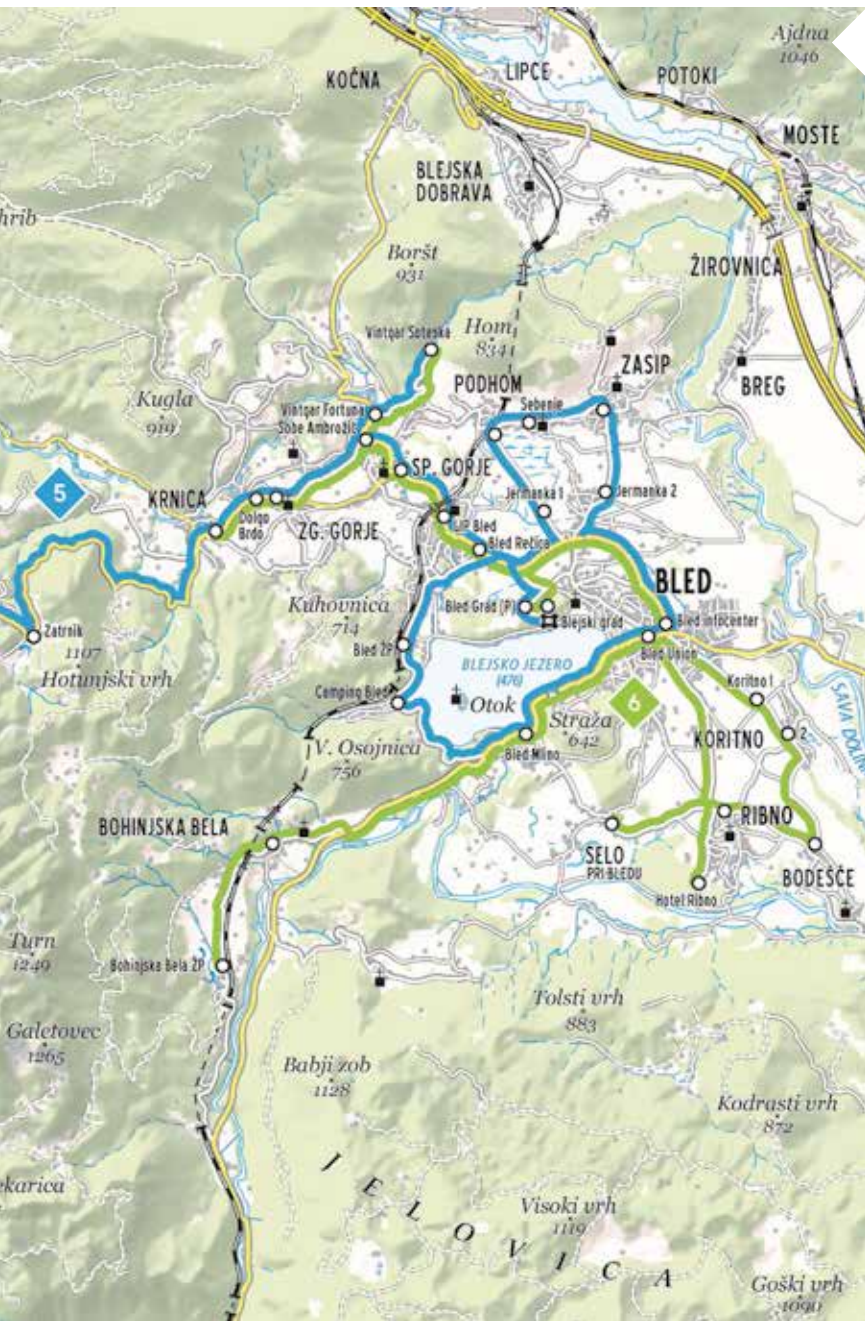 Ajdna
1046
LIPCE
KOČNA
POTOKI
MOSTE
BLEJSKA
DOBRAVA
hrib
Boršt
931
ŽIROVNICA
Vintgar Soteska
Hom
834
ZASIP
PODHOM
BREG
Kugla
919
Vintgar Fortuna
Sobe Ambrožič
Sebenje
SP. GORJE
5
KRNICA
Dolgo
Brdo
ZG. GORJE
Jermanka 1
Jermanka 2
LIP Bled
Bled Rečica
BLED
Kuhovnica
714
Bled Grad (P)
Blejski grad
Bled infocenter
Zatrnik
1107
Hotunjski vrh
Bled ŽP
Bled Union
BLEJSKO JEZERO
(476)
Camping Bled
Otok
Koritno 1
6
Straža
642
KORITNO
2
SAVA DOLIN
V. Osojnica
756
Bled Mlino
BOHINJSKA BELA
RIBNO
SELO
PRI BLEDU
BODEŠČE
Hotel Ribno
Turn
1249
Bohinjska Bela ŽP
Tolsti vrh
883
Galetovec
1265
Babji zob
1128
Kodrasti vrh
872
ekarica
JELOVICA
Visoki vrh
1119
Goški vrh
1090